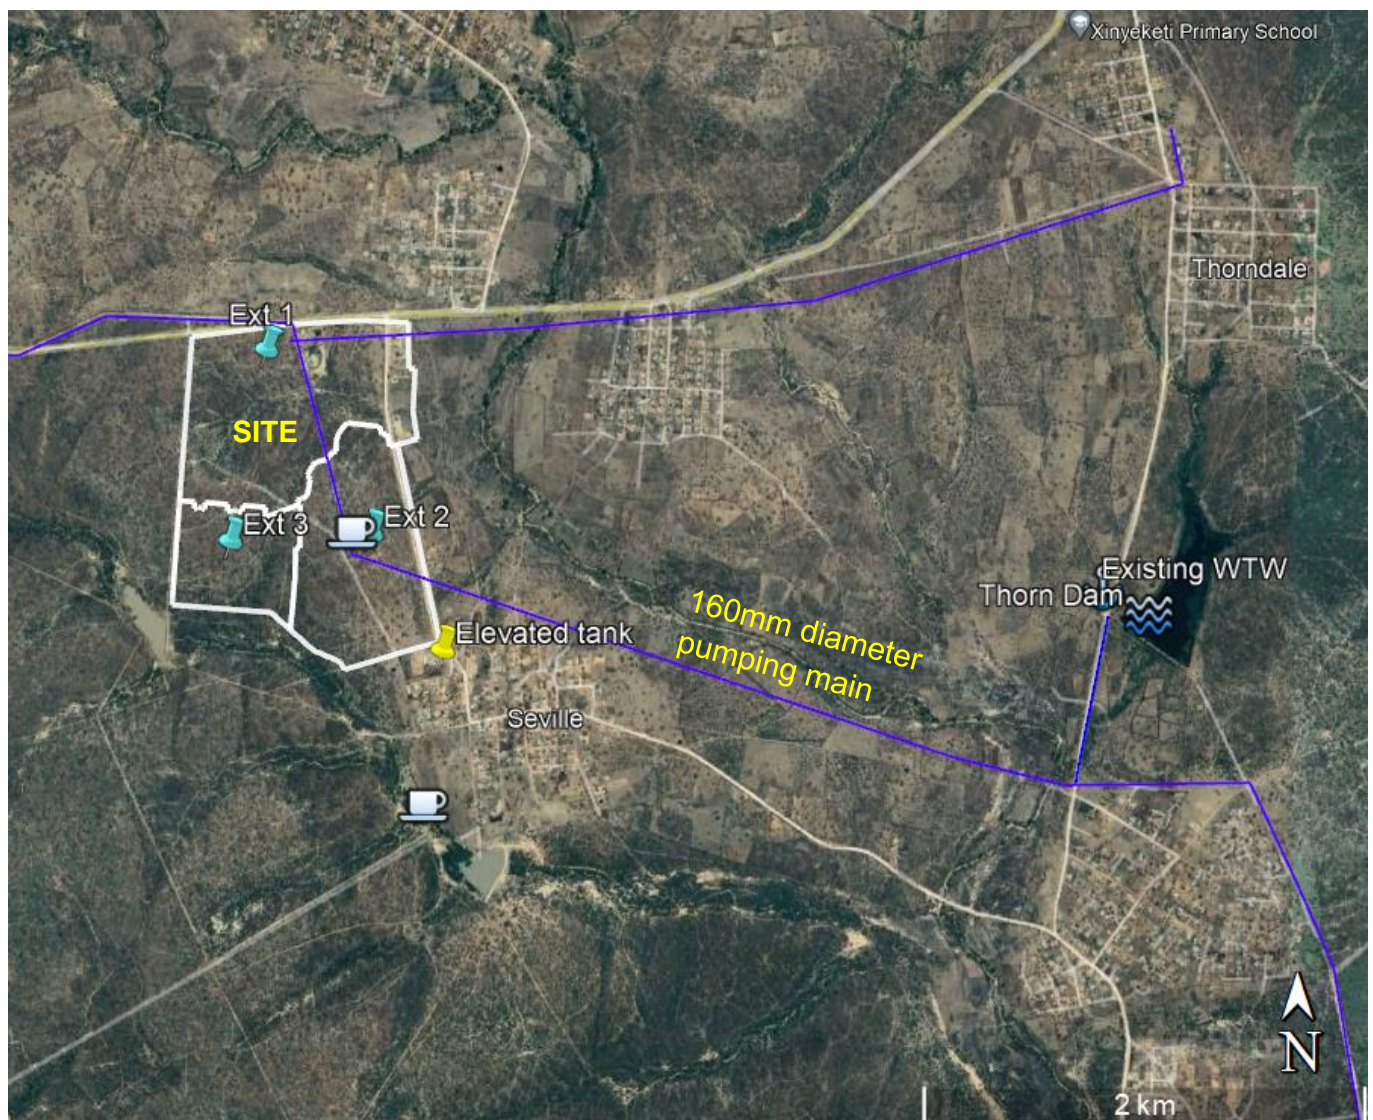 Xinyeketi Primary School
Thorndale
Ext 1
SITE
Ext 3
Ext 2
Existing WTW
Thorn Dam
160mm diameter
pumping main
Elevated tank
Seville
N
2 km